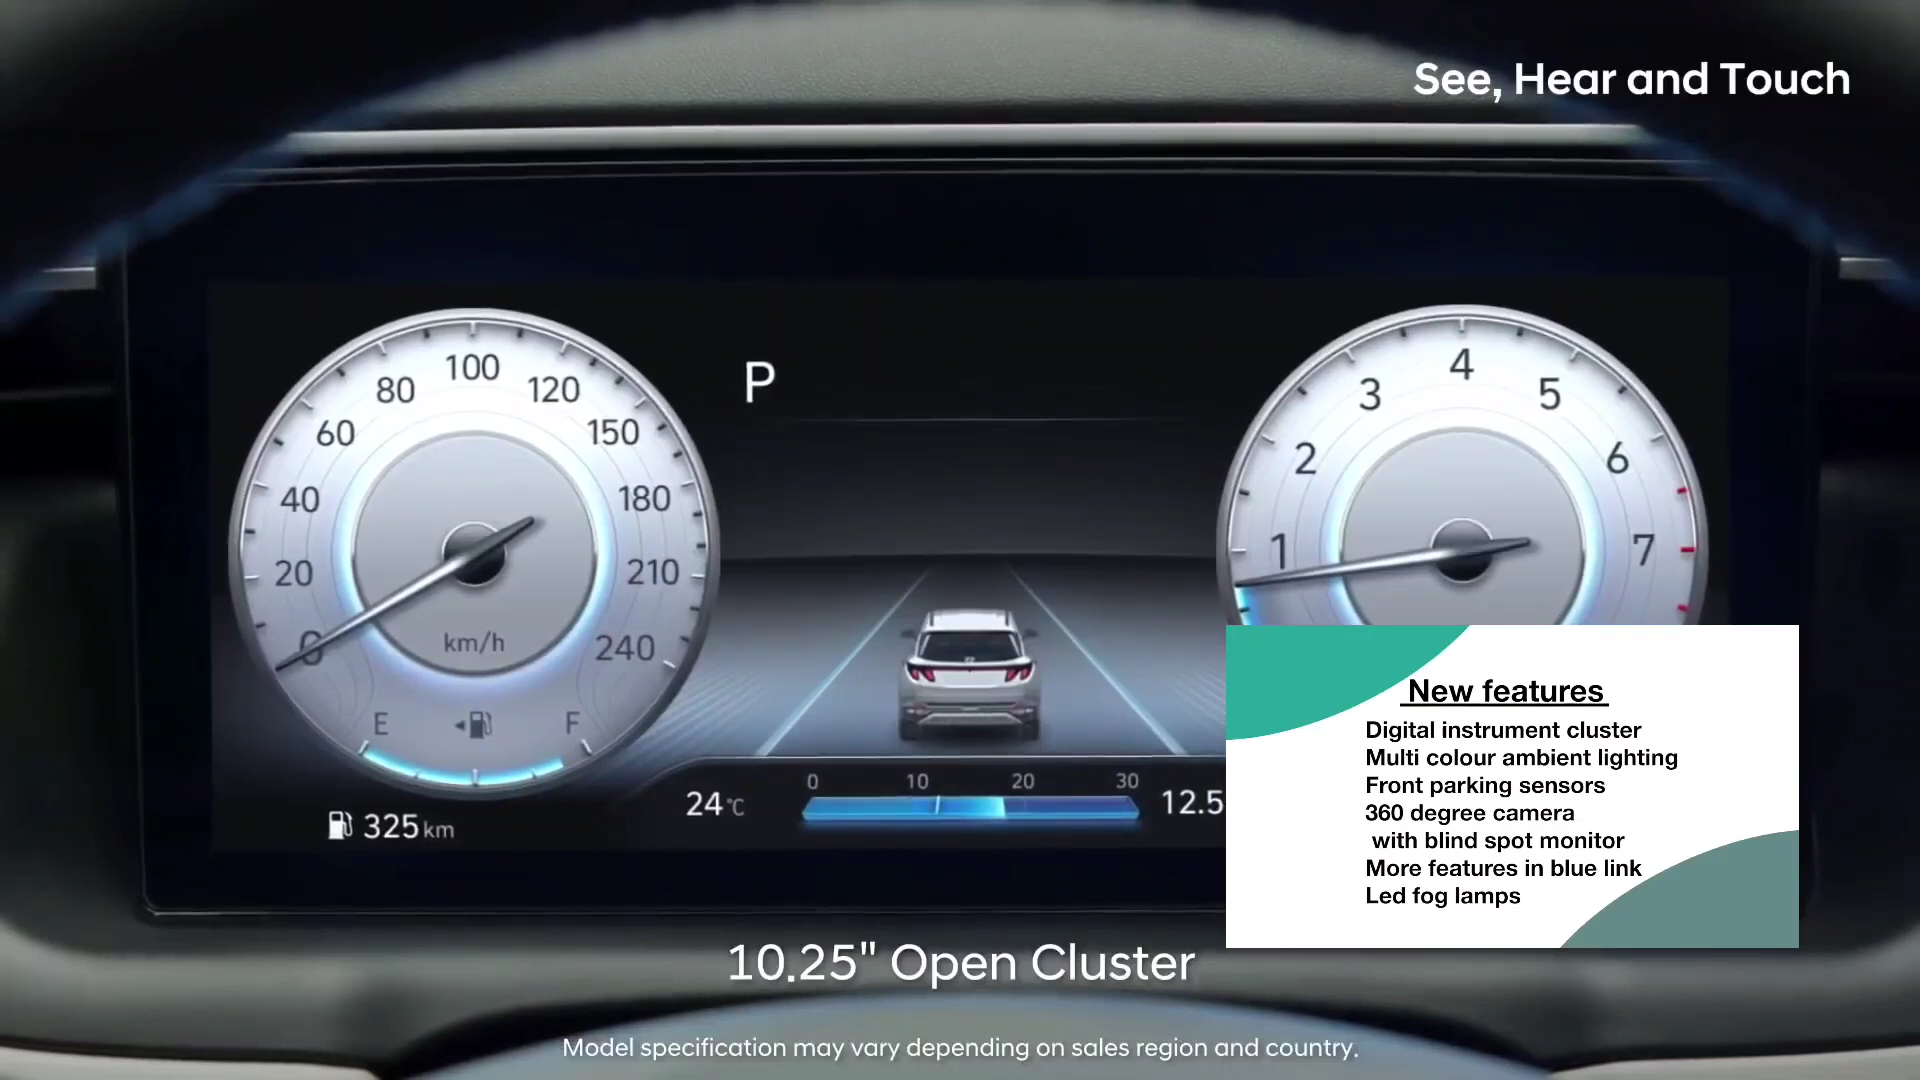 See, Hear and Touch
100
80
120
60
150
40
180
20
210
0
240
km/h
E
F
P
4
3
5
2
6
1
7
325 km
24°C
0
10
20
30
12.5
New features
Digital instrument cluster
Multi colour ambient lighting
Front parking sensors
360 degree camera
with blind spot monitor
More features in blue link
Led fog lamps
10.25" Open Cluster
Model specification may vary depending on sales region and country.